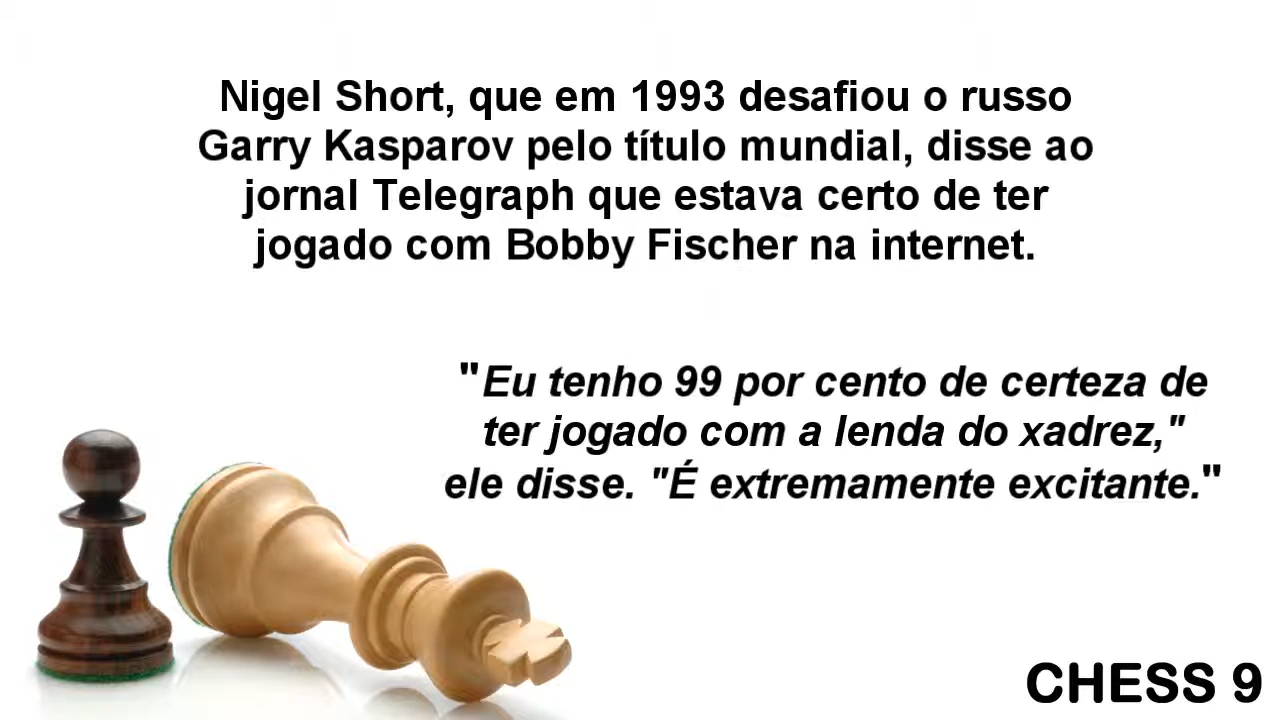 Nigel Short, que em 1993 desafiou o russo
Garry Kasparov pelo título mundial, disse ao
jornal Telegraph que estava certo de ter
jogado com Bobby Fischer na internet.
"Eu tenho 99 por cento de certeza de
ter jogado com a lenda do xadrez,"
ele disse. "É extremamente excitante."
CHESS 9